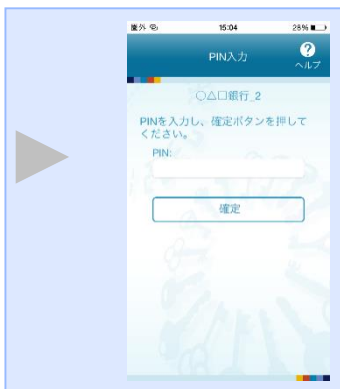 圏外 15:04 28%
PIN入力
?
ヘルプ
○△□銀行_2
PINを入力し、確定ボタンを押して
ください。
PIN:
確定